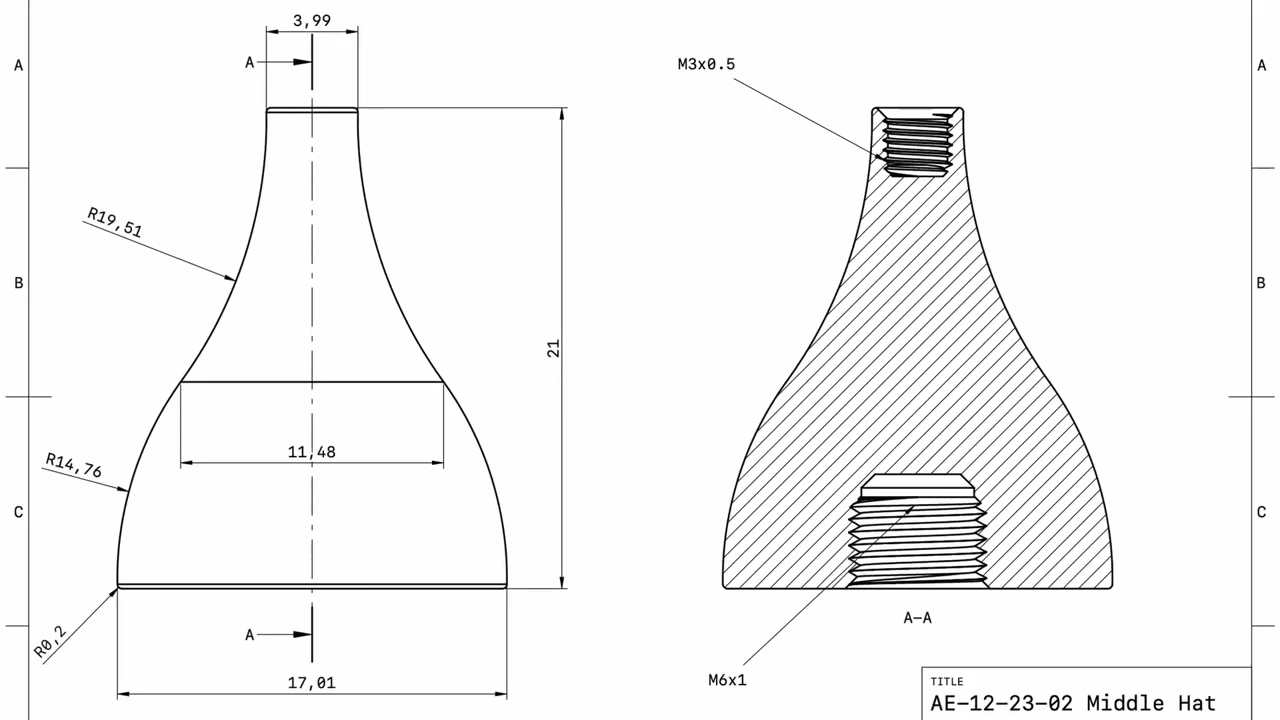 3,99
A
M3x0.5
A
A
R19,51
B
B
21
11,48
R14,76
C
C
A
R0,2
A-A
17,01
M6x1
TITLE
AE-12-23-02 Middle Hat